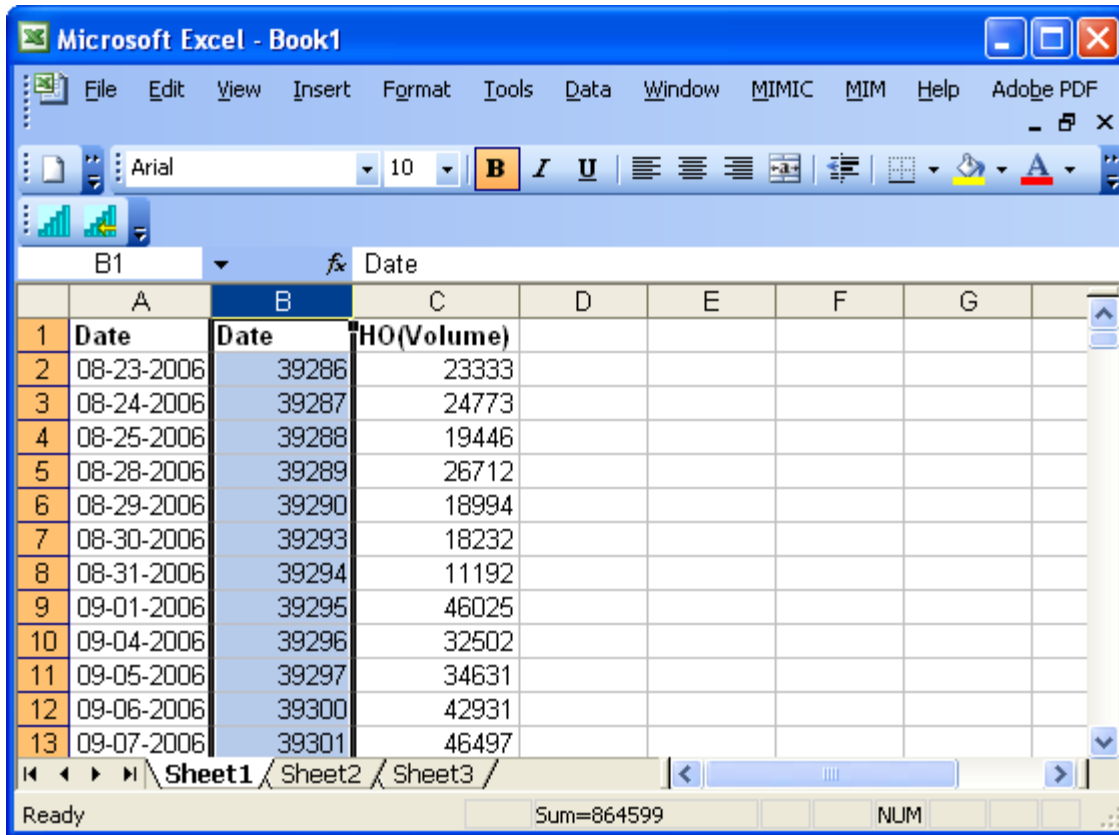 Microsoft Excel - Book1
File Edit View Insert Format Tools Data Window MIMIC MIM Help Adobe PDF
Arial 10 B I U A
B1 fx Date
A B C D E F G
1 Date Date HO(Volume)
2 08-23-2006 39286 23333
3 08-24-2006 39287 24773
4 08-25-2006 39288 19446
5 08-28-2006 39289 26712
6 08-29-2006 39290 18994
7 08-30-2006 39293 18232
8 08-31-2006 39294 11192
9 09-01-2006 39295 46025
10 09-04-2006 39296 32502
11 09-05-2006 39297 34631
12 09-06-2006 39300 42931
13 09-07-2006 39301 46497
Sheet1 Sheet2 Sheet3
Ready Sum=864599 NUM